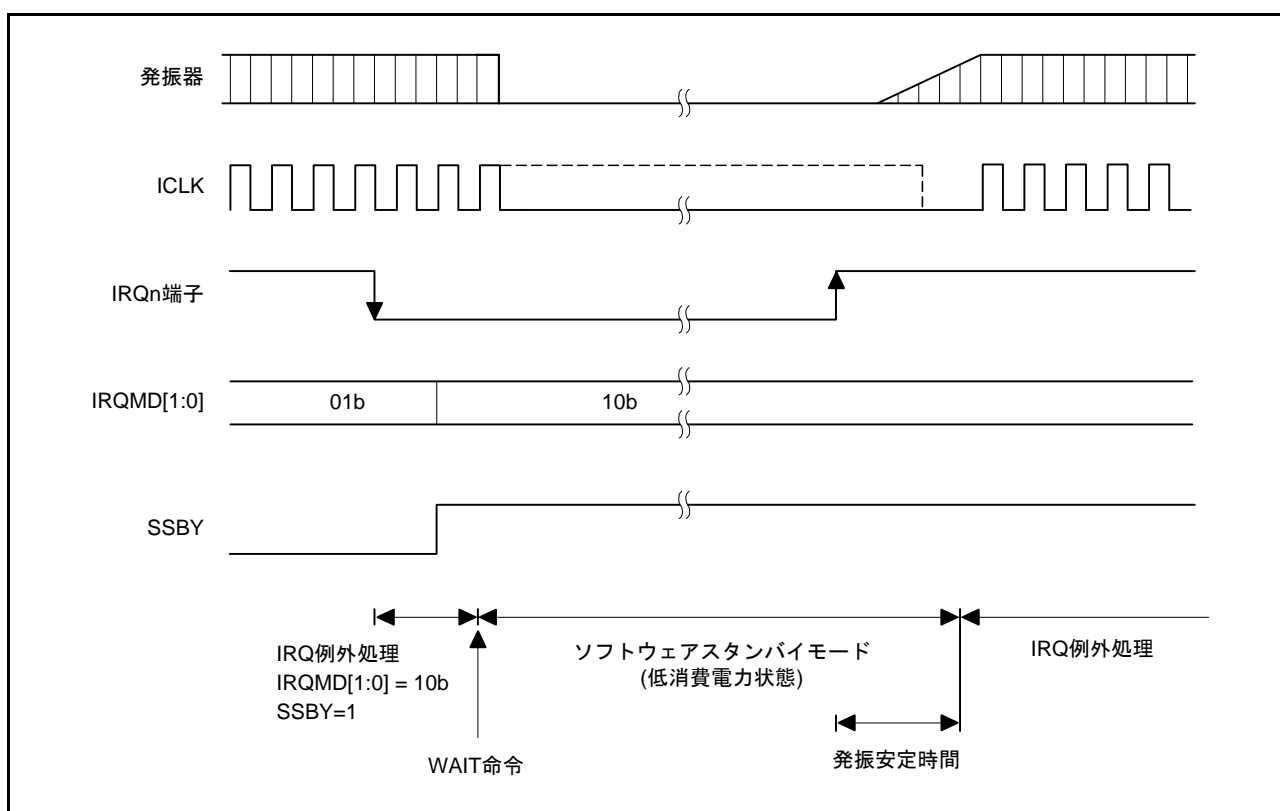 発振器
ICLK
IRQn端子
IRQMD[1:0]
01b
10b
SSBY
IRQ例外処理
IRQMD[1:0] = 10b
SSBY=1
WAIT命令
ソフトウェアスタンバイモード
(低消費電力状態)
発振安定時間
IRQ例外処理